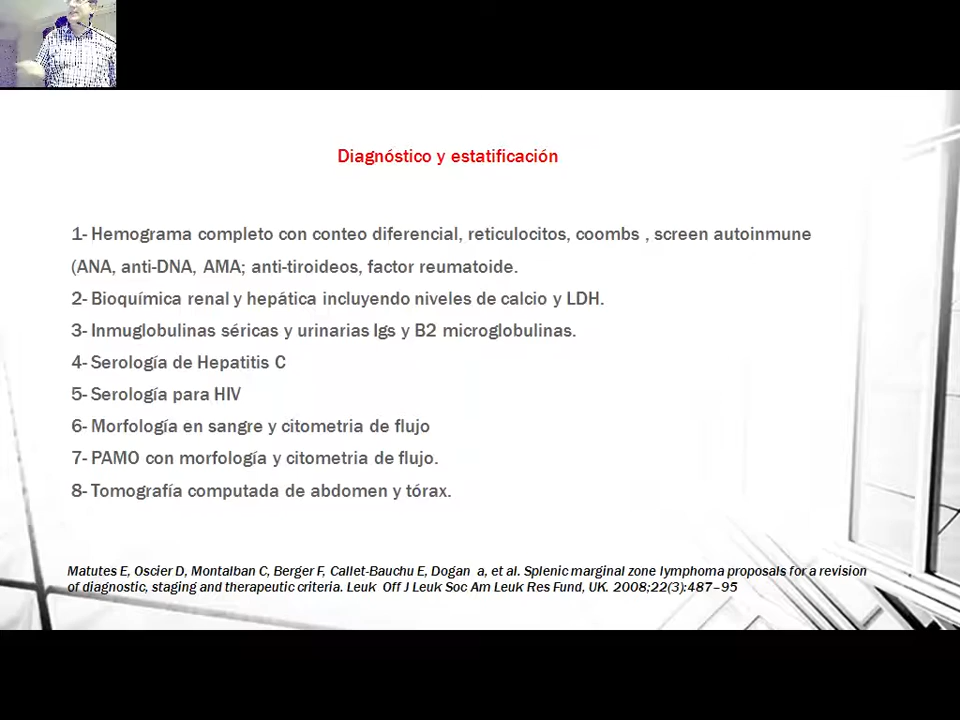 Diagnóstico y estatificación
1- Hemograma completo con conteo diferencial, reticulocitos, coombs , screen autoinmune
(ANA, anti-DNA, AMA; anti-tiroideos, factor reumatoide.
2- Bioquímica renal y hepática incluyendo niveles de calcio y LDH.
3- Inmuglobulinas séricas y urinarias Igs y B2 microglobulinas.
4- Serología de Hepatitis C
5- Serología para HIV
6- Morfología en sangre y citometria de flujo
7- PAMO con morfología y citometria de flujo.
8- Tomografía computada de abdomen y tórax.
Matutes E, Oscier D, Montalban C, Berger F, Callet-Bauchu E, Dogan a, et al. Splenic marginal zone lymphoma proposals for a revision
of diagnostic, staging and therapeutic criteria. Leuk Off J Leuk Soc Am Leuk Res Fund, UK. 2008;22(3):487–95